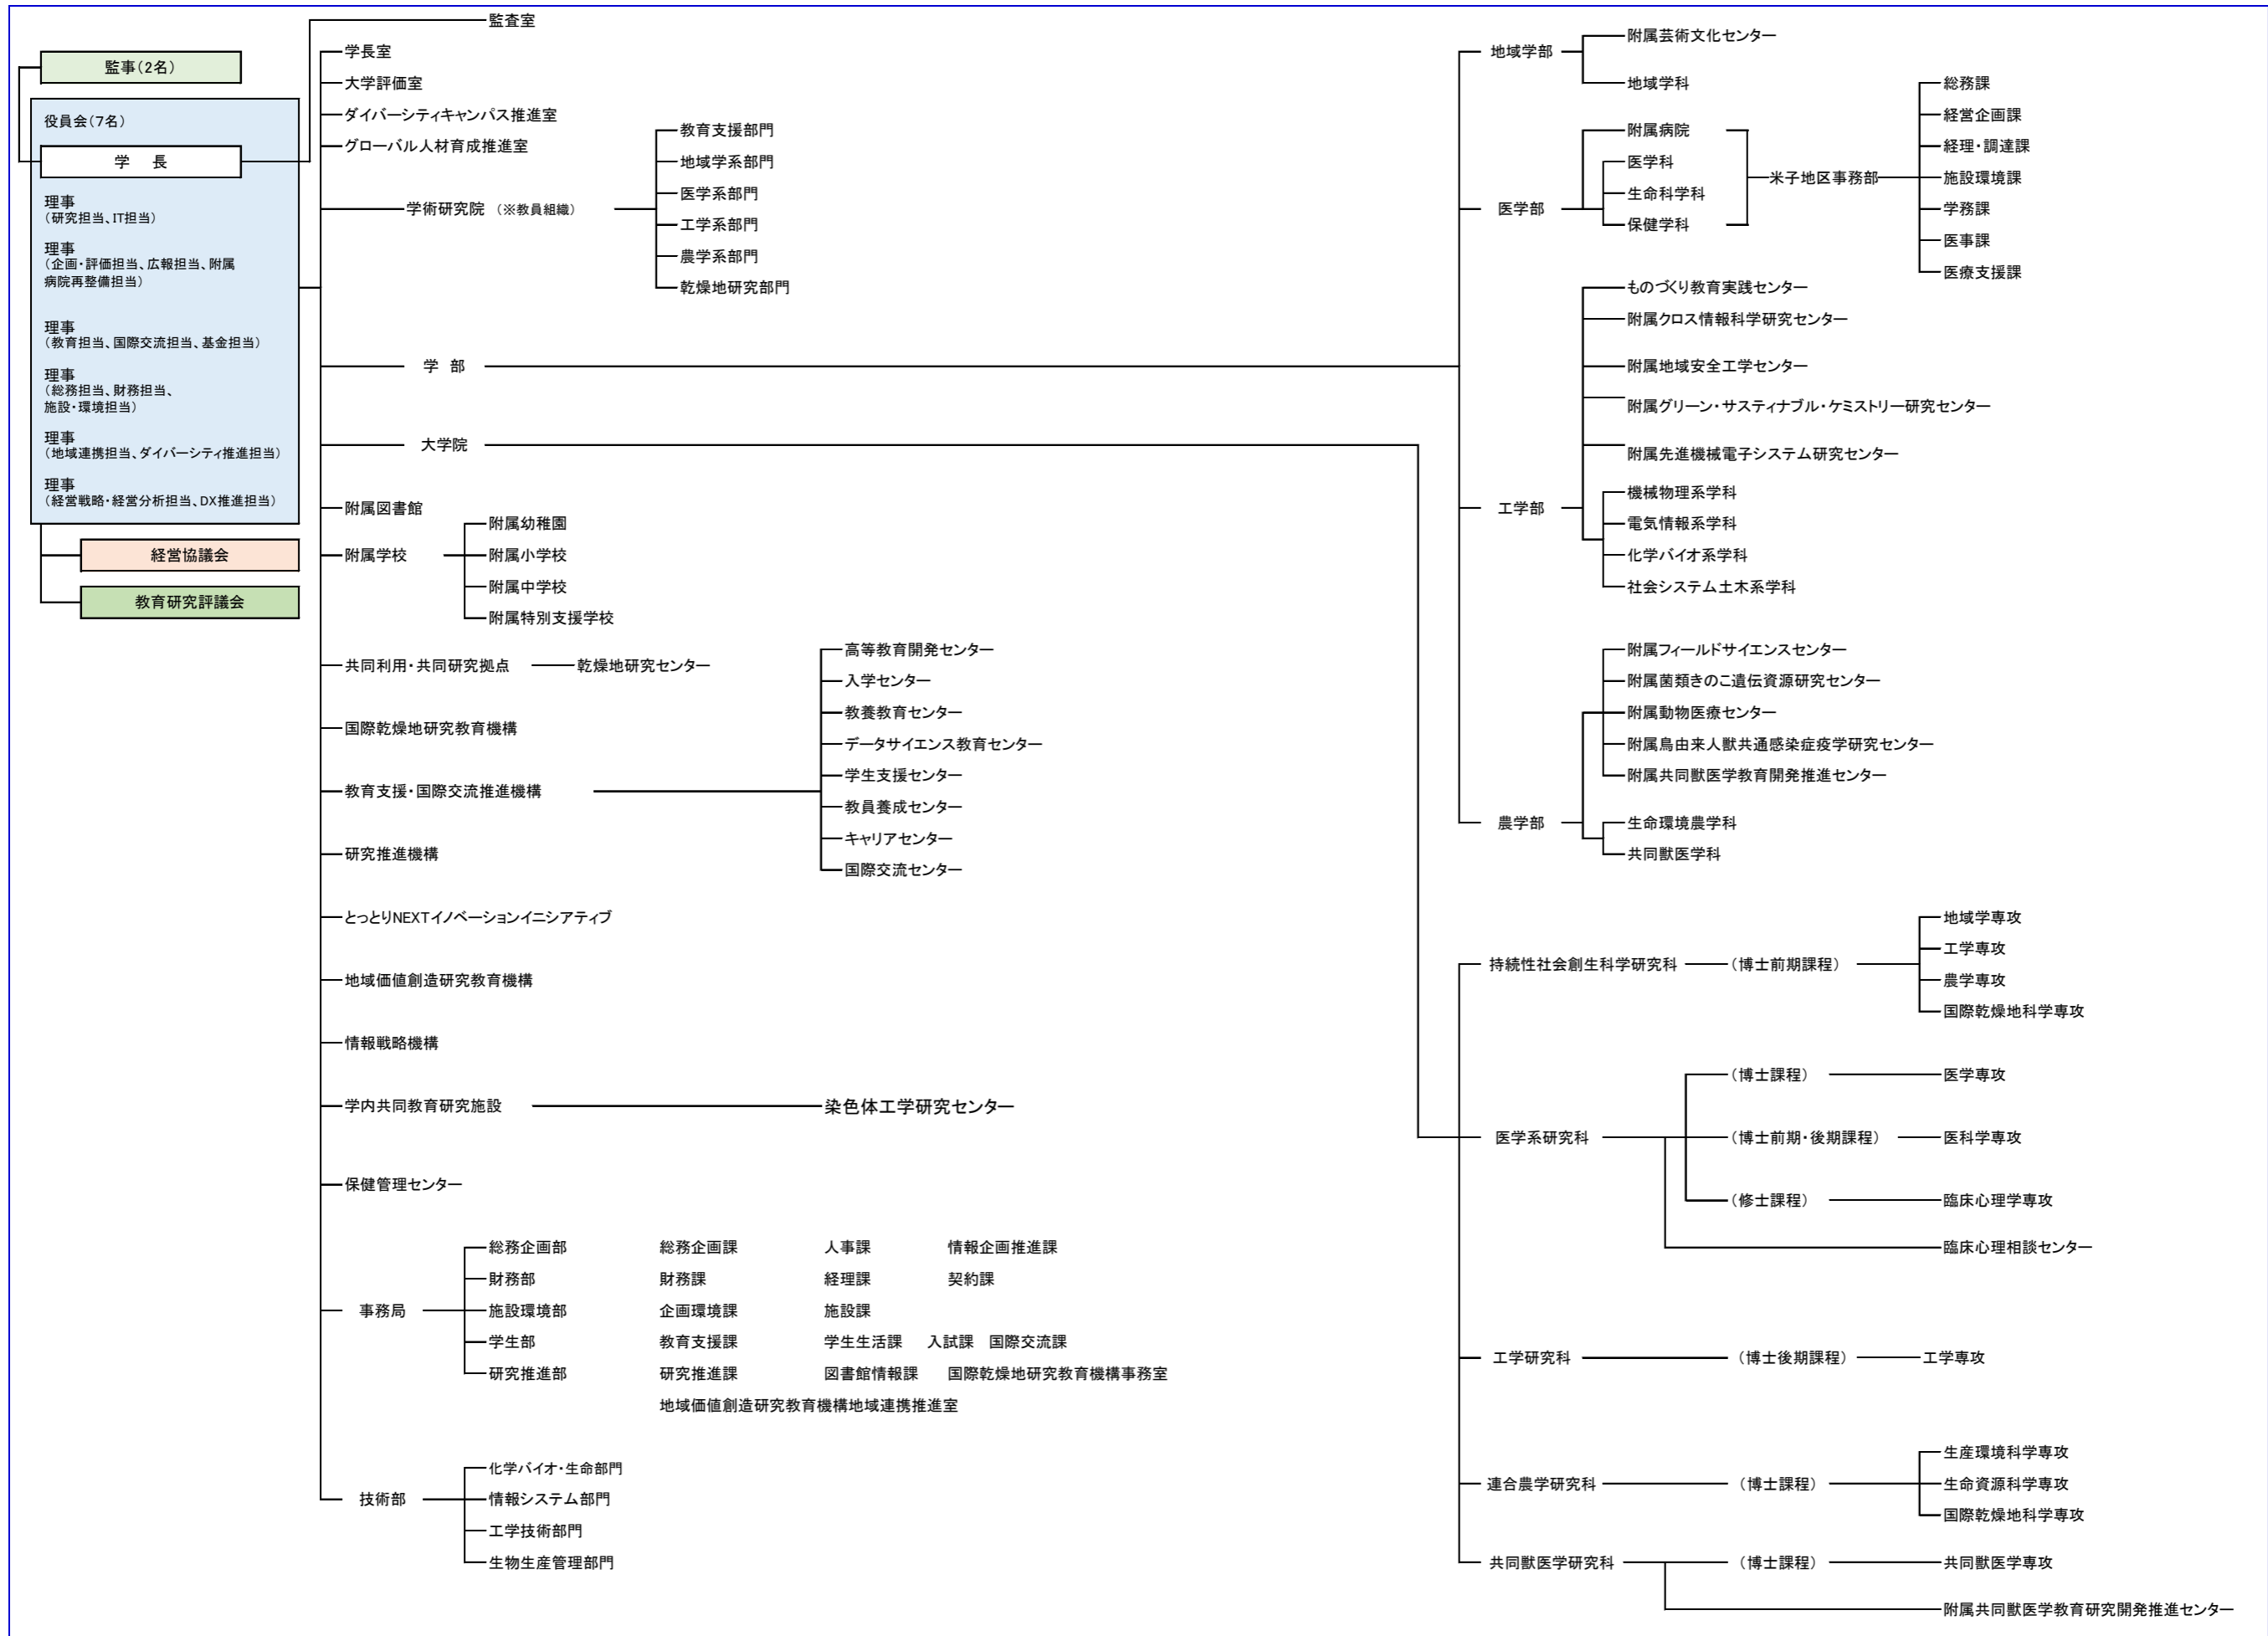 監査室
監事(2名)
役員会(7名)
学 長
理事
(研究担当、IT担当)
理事
(企画・評価担当、広報担当、附属
病院再整備担当)
理事
(教育担当、国際交流担当、基金担当)
理事
(総務担当、財務担当、
施設・環境担当)
理事
(地域連携担当、ダイバーシティ推進担当)
理事
(経営戦略・経営分析担当、DX推進担当)
経営協議会
教育研究評議会
学長室
大学評価室
ダイバーシティキャンパス推進室
グローバル人材育成推進室
学術研究院 (※教員組織)
教育支援部門
地域学系部門
医学系部門
工学系部門
農学系部門
乾燥地研究部門
学 部
大学院
附属図書館
附属学校
附属幼稚園
附属小学校
附属中学校
附属特別支援学校
共同利用・共同研究拠点
乾燥地研究センター
国際乾燥地研究教育機構
教育支援・国際交流推進機構
高等教育開発センター
入学センター
教養教育センター
データサイエンス教育センター
学生支援センター
教員養成センター
キャリアセンター
国際交流センター
研究推進機構
とっとりNEXTイノベーションイニシアティブ
地域価値創造研究教育機構
情報戦略機構
学内共同教育研究施設
染色体工学研究センター
保健管理センター
事務局
総務企画部 総務企画課 人事課 情報企画推進課
財務部 財務課 経理課 契約課
施設環境部 企画環境課 施設課
学生部 教育支援課 学生生活課 入試課 国際交流課
研究推進部 研究推進課 図書館情報課 国際乾燥地研究教育機構事務室
地域価値創造研究教育機構地域連携推進室
技術部
化学バイオ・生命部門
情報システム部門
工学技術部門
生物生産管理部門
地域学部
附属芸術文化センター
地域学科
医学部
附属病院
医学科
生命科学科
保健学科
米子地区事務部
総務課
経営企画課
経理・調達課
施設環境課
学務課
医事課
医療支援課
工学部
ものづくり教育実践センター
附属クロス情報科学研究センター
附属地域安全工学センター
附属グリーン・サスティナブル・ケミストリー研究センター
附属先進機械電子システム研究センター
機械物理系学科
電気情報系学科
化学バイオ系学科
社会システム土木系学科
農学部
附属フィールドサイエンスセンター
附属菌類きのこ遺伝資源研究センター
附属動物医療センター
附属鳥由来人獣共通感染症疫学研究センター
附属共同獣医学教育開発推進センター
生命環境農学科
共同獣医学科
持続性社会創生科学研究科
(博士前期課程)
地域学専攻
工学専攻
農学専攻
国際乾燥地科学専攻
医学系研究科
(博士課程)
医学専攻
(博士前期・後期課程)
医科学専攻
(修士課程)
臨床心理学専攻
臨床心理相談センター
工学研究科
(博士後期課程)
工学専攻
連合農学研究科
(博士課程)
生産環境科学専攻
生命資源科学専攻
国際乾燥地科学専攻
共同獣医学研究科
(博士課程)
共同獣医学専攻
附属共同獣医学教育研究開発推進センター